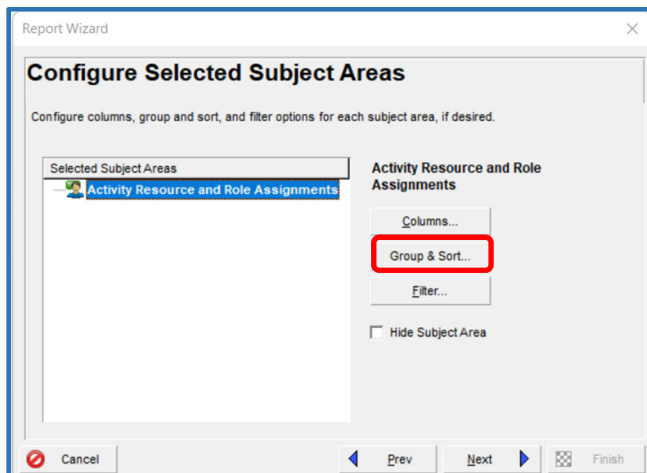 Report Wizard
Configure Selected Subject Areas
Configure columns, group and sort, and filter options for each subject area, if desired.
Selected Subject Areas
Activity Resource and Role Assignments
Activity Resource and Role
Assignments
Columns...
Group & Sort...
Filter...
Hide Subject Area
Cancel
Prev
Next
Finish